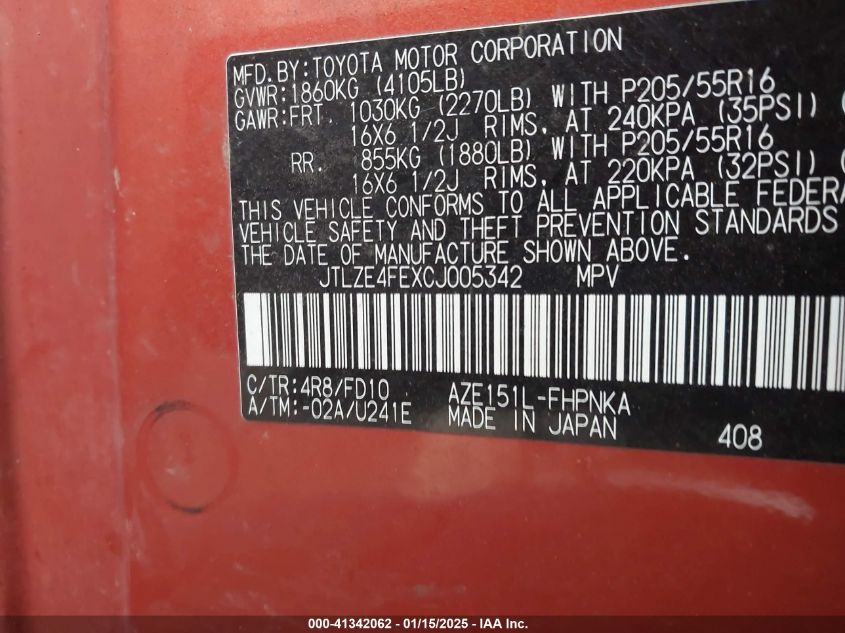 MFD. BY: TOYOTA MOTOR CORPORATION
GVWR: 1860KG (4105LB)
GAWR: FRT. 1030KG (2270LB) WITH P205/55R16
16X6 1/2J RIMS, AT 240KPA (35PSI) (
RR. 855KG (1880LB) WITH P205/55R16
16X6 1/2J RIMS, AT 220KPA (32PSI) (
THIS VEHICLE CONFORMS TO ALL APPLICABLE FEDERA
VEHICLE SAFETY AND THEFT PREVENTION STANDARDS
THE DATE OF MANUFACTURE SHOWN ABOVE.
JTLZE4FEXCJ005342 MPV
C/TR: 4R8/FD10 AZE151L-FHPNKA
A/TM: -02A/U241E MADE IN JAPAN
408
000-41342062 - 01/15/2025 - IAA Inc.